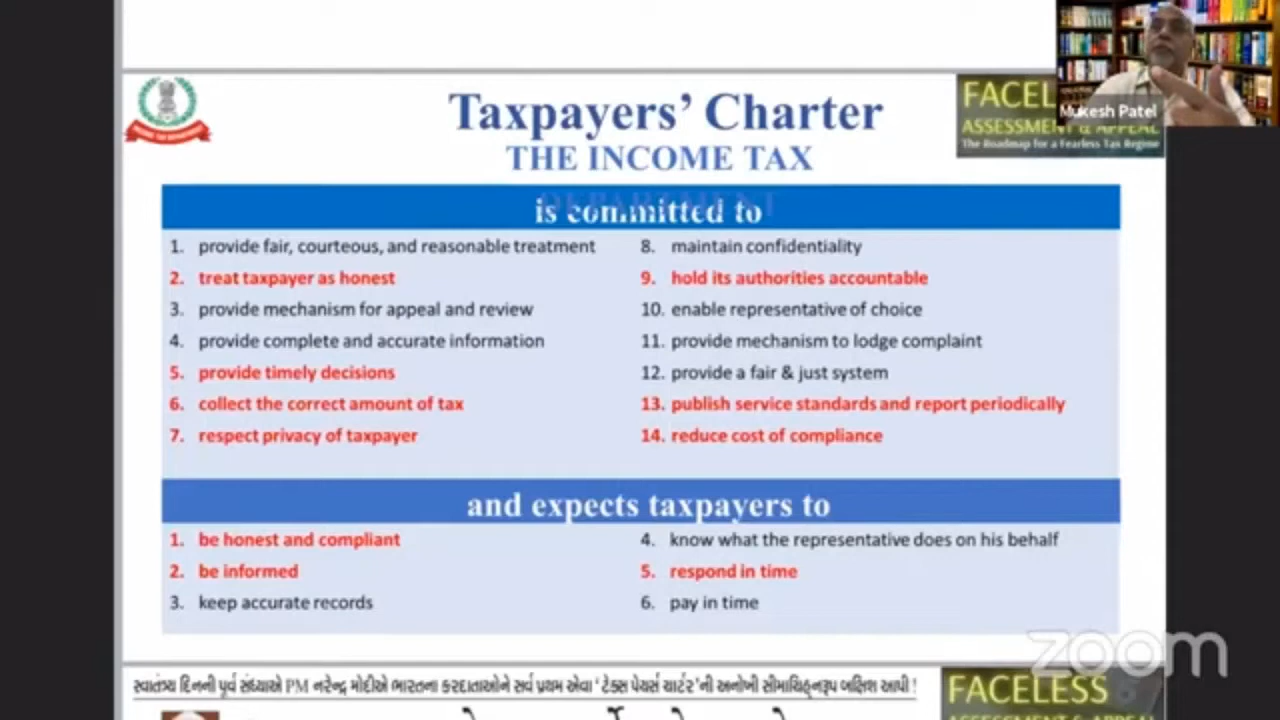 Taxpayers' Charter
THE INCOME TAX
DEPARTMENT
is committed to
1. provide fair, courteous, and reasonable treatment
2. treat taxpayer as honest
3. provide mechanism for appeal and review
4. provide complete and accurate information
5. provide timely decisions
6. collect the correct amount of tax
7. respect privacy of taxpayer
8. maintain confidentiality
9. hold its authorities accountable
10. enable representative of choice
11. provide mechanism to lodge complaint
12. provide a fair & just system
13. publish service standards and report periodically
14. reduce cost of compliance
and expects taxpayers to
1. be honest and compliant
2. be informed
3. keep accurate records
4. know what the representative does on his behalf
5. respond in time
6. pay in time
FACEL
ASSESSMENT & APPEAL
The Roadmap for a Fearless Tax Regime
Mukesh Patel
zoom
સ્વાતંત્ર્ય દિનની પૂર્વ સંધ્યાએ PM નરેન્દ્ર મોદીએ ભારતના કરદાતાઓને સર્વ પ્રથમ એવા 'ટેક્સ પેયર્સ ચાર્ટર'ની અનોખી સીમાચિહ્નરૂપ બક્ષિશ આપી !
FACELESS
ASSESSMENT & APPEAL